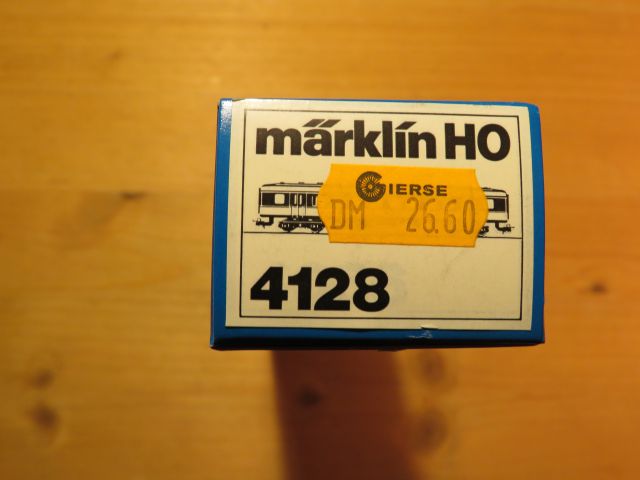 märklin HO
GIERSE
DM 26.60
4128